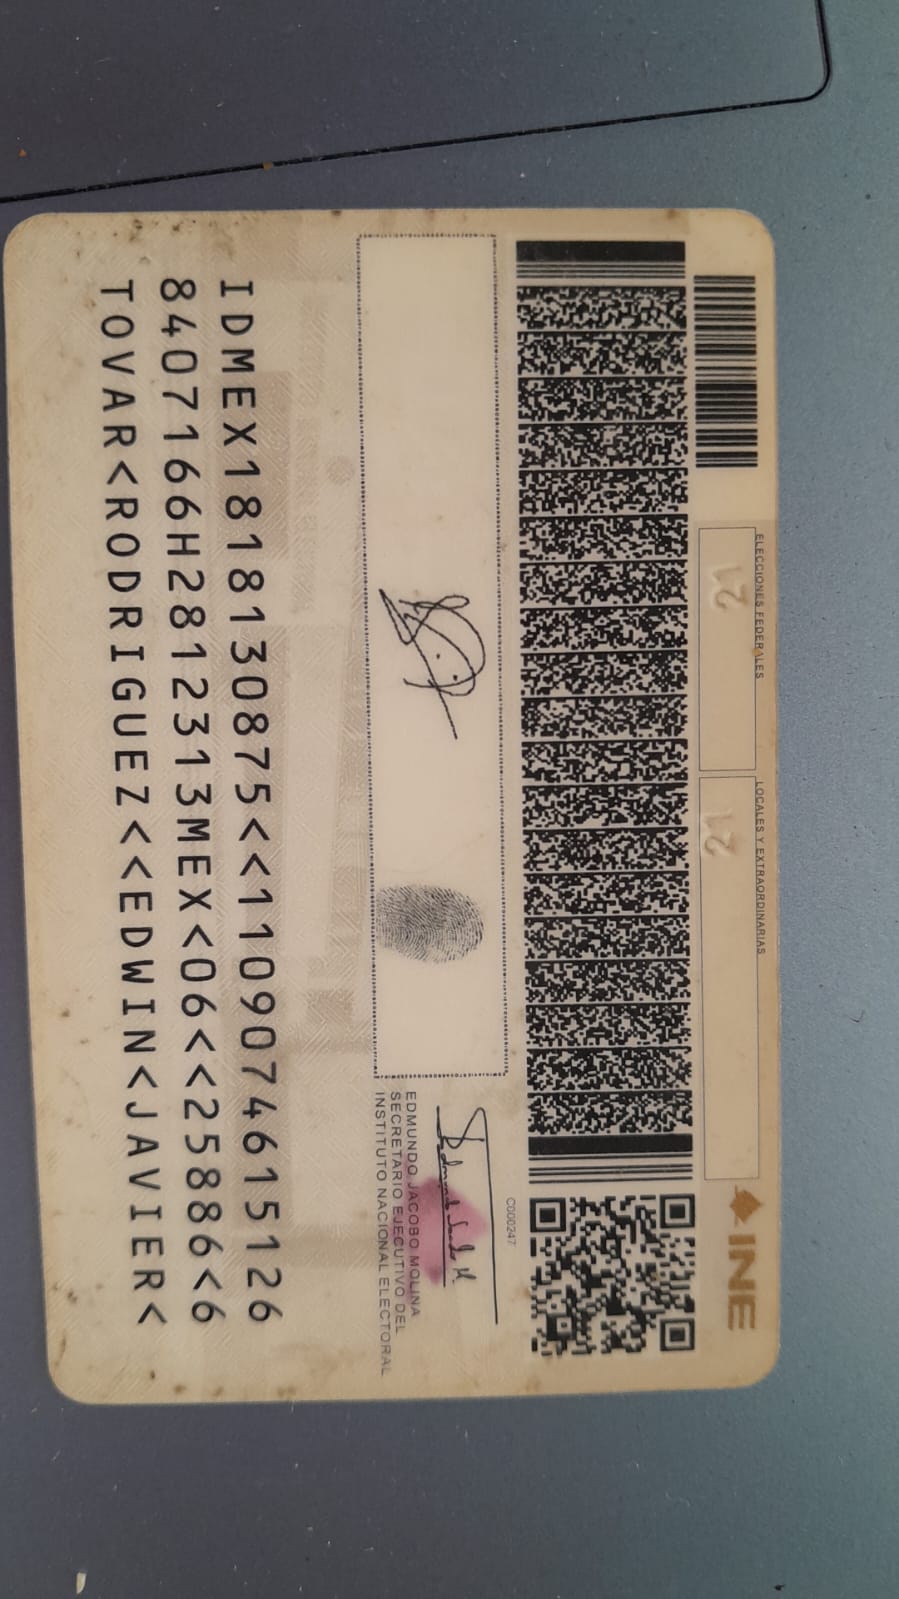 ELECCIONES FEDERALES
21
LOCALES Y EXTRAORDINARIAS
21
INE
C000247
EDMUNDO JACOBO MOLINA
SECRETARIO EJECUTIVO DEL
INSTITUTO NACIONAL ELECTORAL
IDMEX1818130875<<1109074615126
8407166H2812313MEX<06<<25886<6
TOVAR<RODRIGUEZ<<EDWIN<JAVIER<